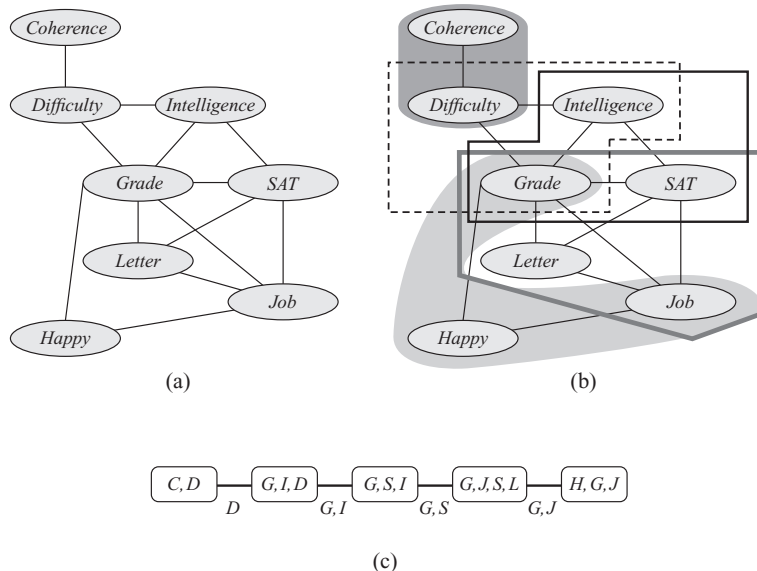 Coherence
Difficulty
Intelligence
Grade
SAT
Letter
Job
Happy
(a)
Coherence
Difficulty
Intelligence
Grade
SAT
Letter
Job
Happy
(b)
C, D
G, I, D
G, S, I
G, J, S, L
H, G, J
D
G, I
G, S
G, J
(c)